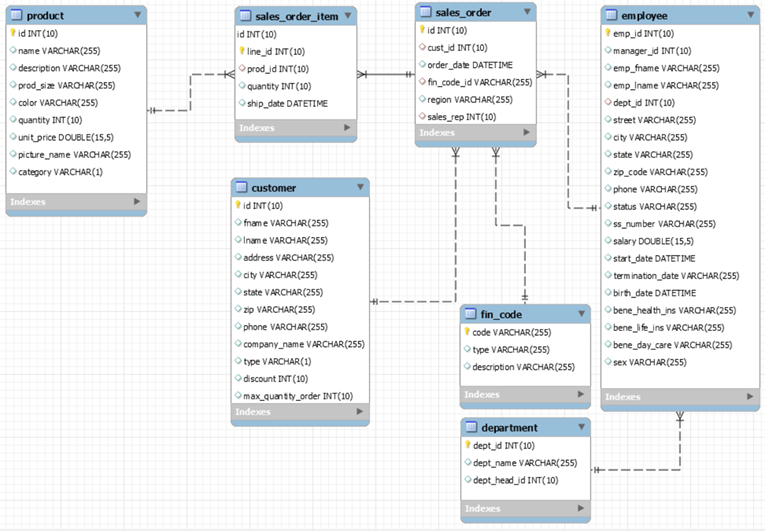 product
id INT(10)
name VARCHAR(255)
description VARCHAR(255)
prod_size VARCHAR(255)
color VARCHAR(255)
quantity INT(10)
unit_price DOUBLE(15,5)
picture_name VARCHAR(255)
category VARCHAR(1)
Indexes
sales_order_item
id INT(10)
line_id INT(10)
prod_id INT(10)
quantity INT(10)
ship_date DATETIME
Indexes
sales_order
id INT(10)
cust_id INT(10)
order_date DATETIME
fin_code_id VARCHAR(255)
region VARCHAR(255)
sales_rep INT(10)
Indexes
employee
emp_id INT(10)
manager_id INT(10)
emp_fname VARCHAR(255)
emp_lname VARCHAR(255)
dept_id INT(10)
street VARCHAR(255)
city VARCHAR(255)
state VARCHAR(255)
zip_code VARCHAR(255)
phone VARCHAR(255)
status VARCHAR(255)
ss_number VARCHAR(255)
salary DOUBLE(15,5)
start_date DATETIME
termination_date VARCHAR(255)
birth_date DATETIME
bene_health_ins VARCHAR(255)
bene_life_ins VARCHAR(255)
bene_day_care VARCHAR(255)
sex VARCHAR(255)
Indexes
customer
id INT(10)
fname VARCHAR(255)
lname VARCHAR(255)
address VARCHAR(255)
city VARCHAR(255)
state VARCHAR(255)
zip VARCHAR(255)
phone VARCHAR(255)
company_name VARCHAR(255)
type VARCHAR(1)
discount INT(10)
max_quantity_order INT(10)
Indexes
fin_code
code VARCHAR(255)
type VARCHAR(255)
description VARCHAR(255)
Indexes
department
dept_id INT(10)
dept_name VARCHAR(255)
dept_head_id INT(10)
Indexes